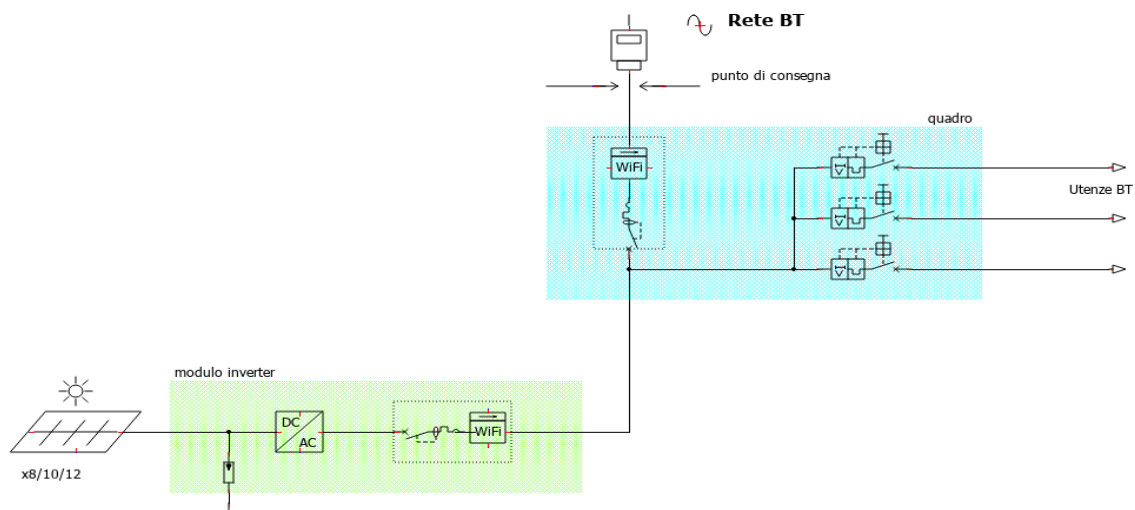 Rete BT
punto di consegna
quadro
WiFi
Utenze BT
modulo inverter
DC
AC
WiFi
x8/10/12